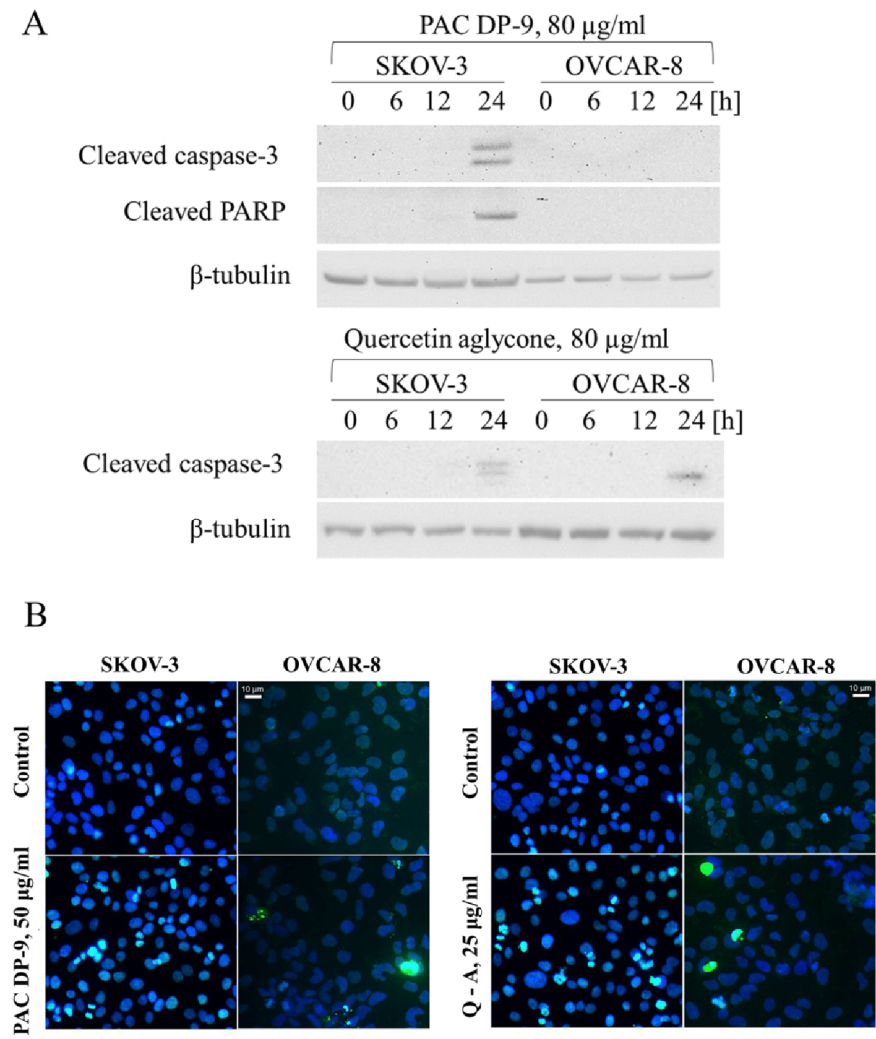 A
PAC DP-9, 80 µg/ml
SKOV-3 OVCAR-8
0 6 12 24 0 6 12 24 [h]
Cleaved caspase-3
Cleaved PARP
β-tubulin
Quercetin aglycone, 80 µg/ml
SKOV-3 OVCAR-8
0 6 12 24 0 6 12 24 [h]
Cleaved caspase-3
β-tubulin
B
SKOV-3 OVCAR-8 SKOV-3 OVCAR-8
10 µm 10 µm
Control Control
PAC DP-9, 50 µg/ml Q - A, 25 µg/ml